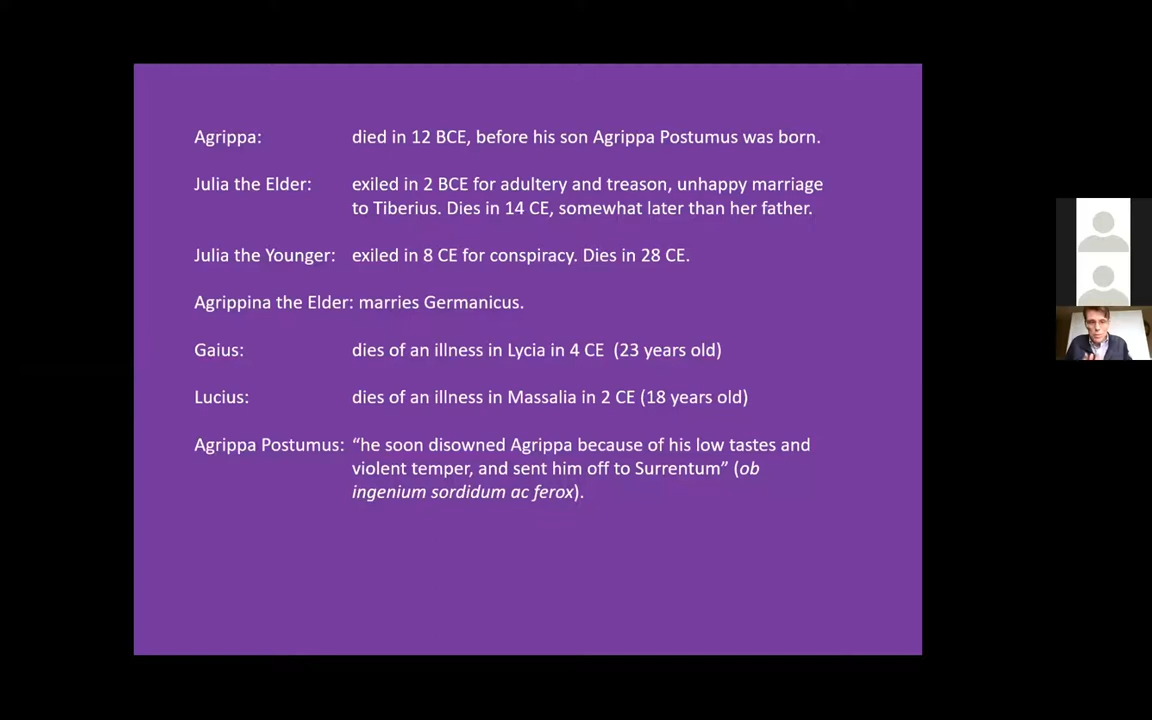 Agrippa: died in 12 BCE, before his son Agrippa Postumus was born.
Julia the Elder: exiled in 2 BCE for adultery and treason, unhappy marriage
to Tiberius. Dies in 14 CE, somewhat later than her father.
Julia the Younger: exiled in 8 CE for conspiracy. Dies in 28 CE.
Agrippina the Elder: marries Germanicus.
Gaius: dies of an illness in Lycia in 4 CE (23 years old)
Lucius: dies of an illness in Massalia in 2 CE (18 years old)
Agrippa Postumus: “he soon disowned Agrippa because of his low tastes and
violent temper, and sent him off to Surrentum” (ob
ingenium sordidum ac ferox).